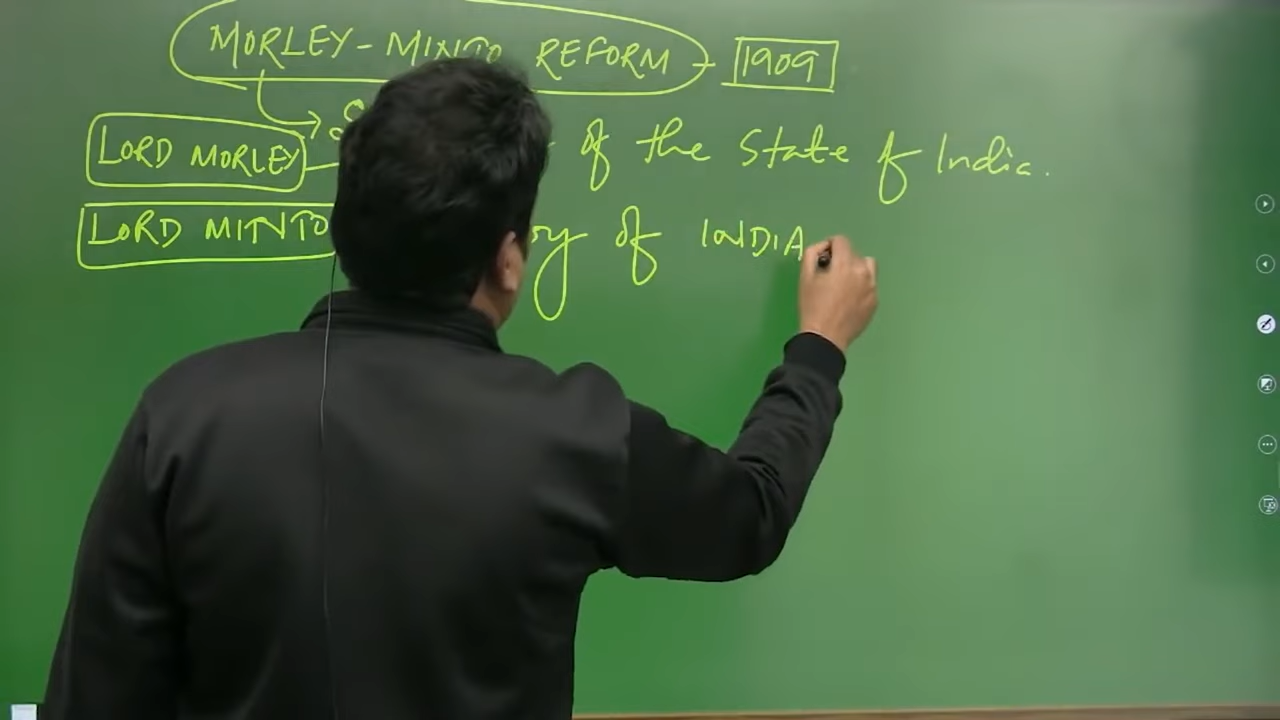 MORLEY-MINTO REFORM - 1909
LORD MORLEY of the State of India.
LORD MINTO of INDIA